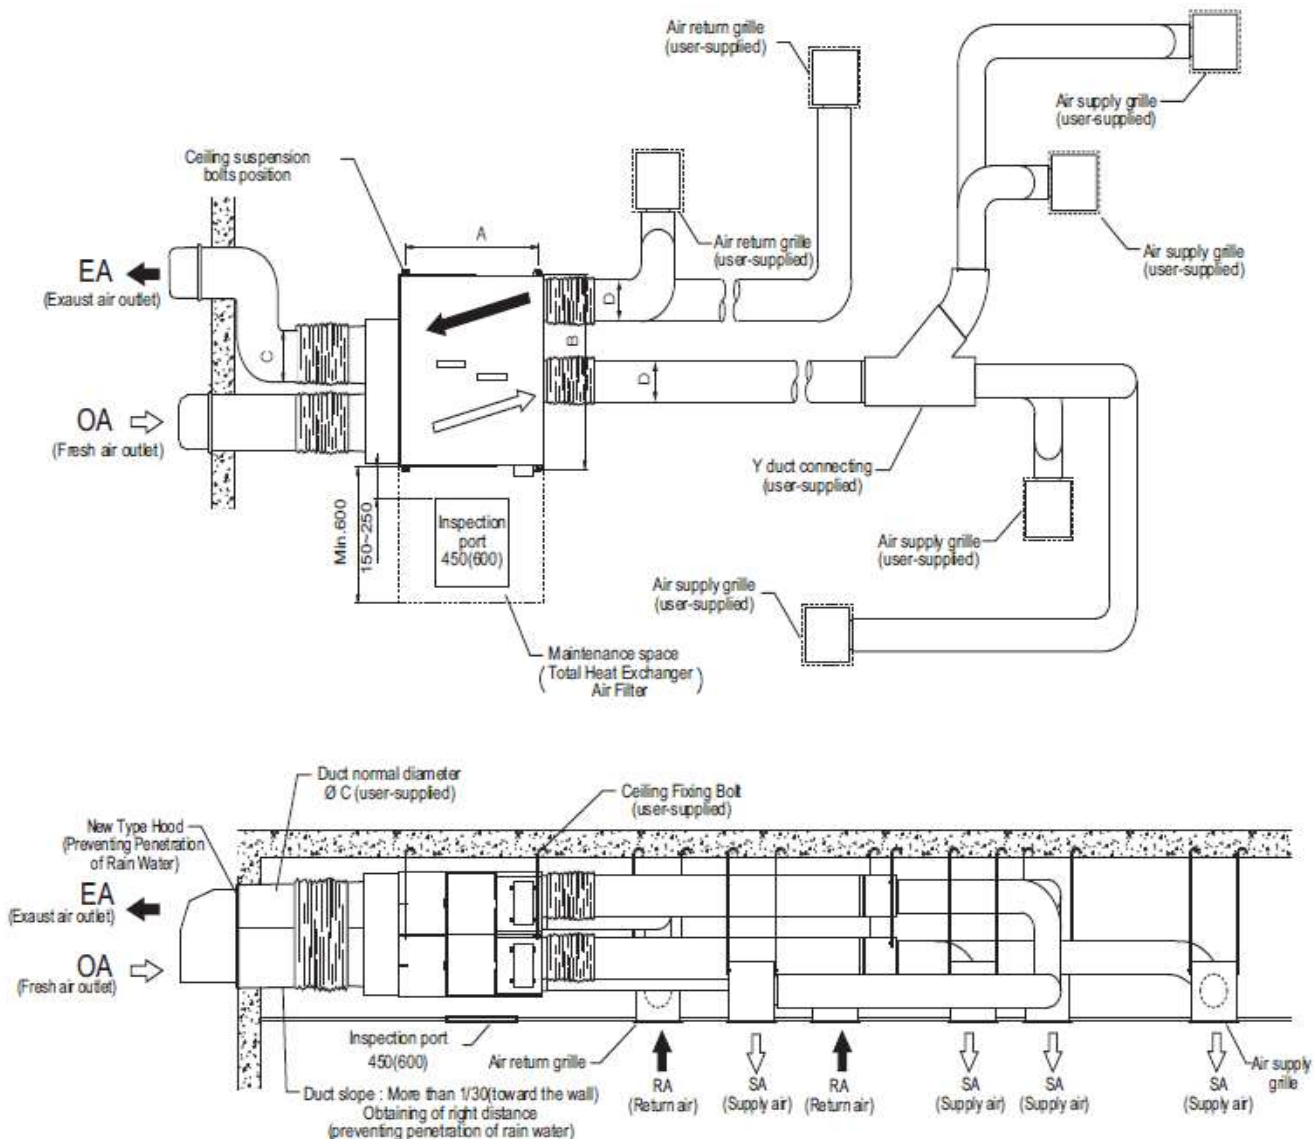 Air return grille
(user-supplied)
Air supply grille
(user-supplied)
Ceiling suspension
bolts position
A
Air return grille
(user-supplied)
Air supply grille
(user-supplied)
EA
(Exaust air outlet)
D
C
B
D
OA
(Fresh air outlet)
Y duct connecting
(user-supplied)
Min.600
150~250
Inspection
port
450(600)
Air supply grille
(user-supplied)
Air supply grille
(user-supplied)
Maintenance space
(Total Heat Exchanger)
Air Filter
Duct normal diameter
Ø C (user-supplied)
Ceiling Fixing Bolt
(user-supplied)
New Type Hood
(Preventing Penetration
of Rain Water)
EA
(Exaust air outlet)
OA
(Fresh air outlet)
Inspection port
450(600)
Air return grille
Air supply
grille
RA
(Return air)
SA
(Supply air)
RA
(Return air)
SA
(Supply air)
SA
(Supply air)
SA
(Supply air)
Duct slope : More than 1/30(toward the wall)
Obtaining of right distance
(preventing penetration of rain water)